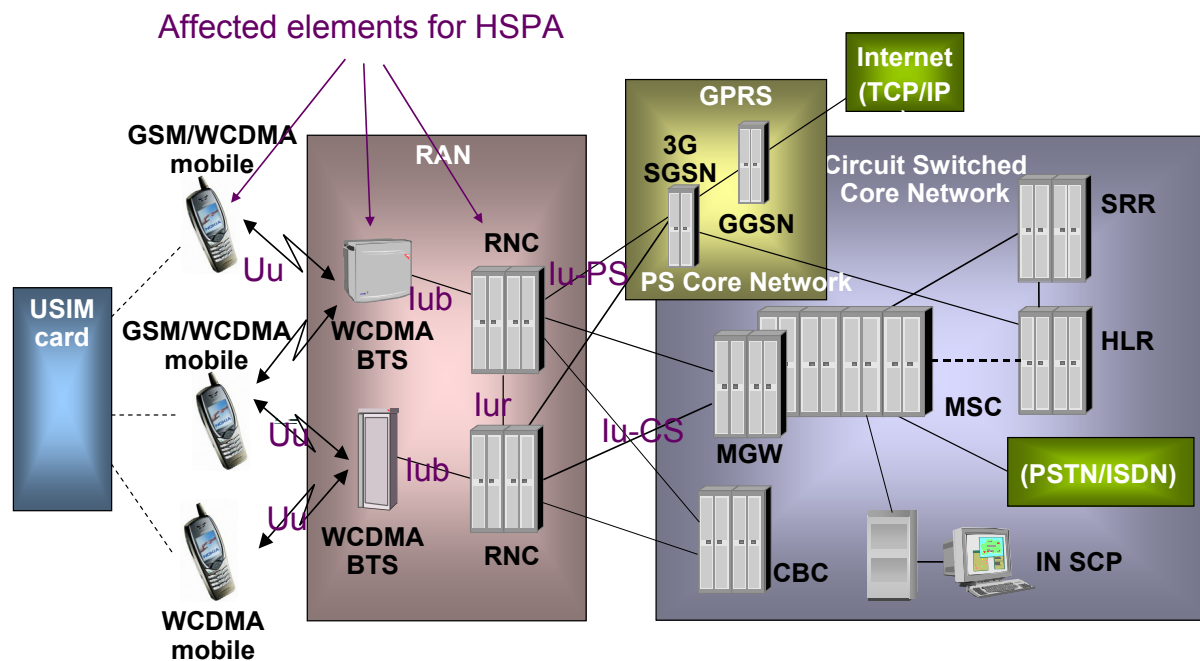 Affected elements for HSPA
Internet
(TCP/IP
GPRS
GSM/WCDMA
mobile
RAN
3G
SGSN
GGSN
Circuit Switched
Core Network
SRR
RNC
Uu
Iub
Iu-PS
PS Core Network
USIM
card
WCDMA
BTS
GSM/WCDMA
mobile
HLR
MSC
Iur
Uu
Iub
Iu-CS
MGW
(PSTN/ISDN)
Uu
WCDMA
BTS
RNC
CBC
IN SCP
WCDMA
mobile